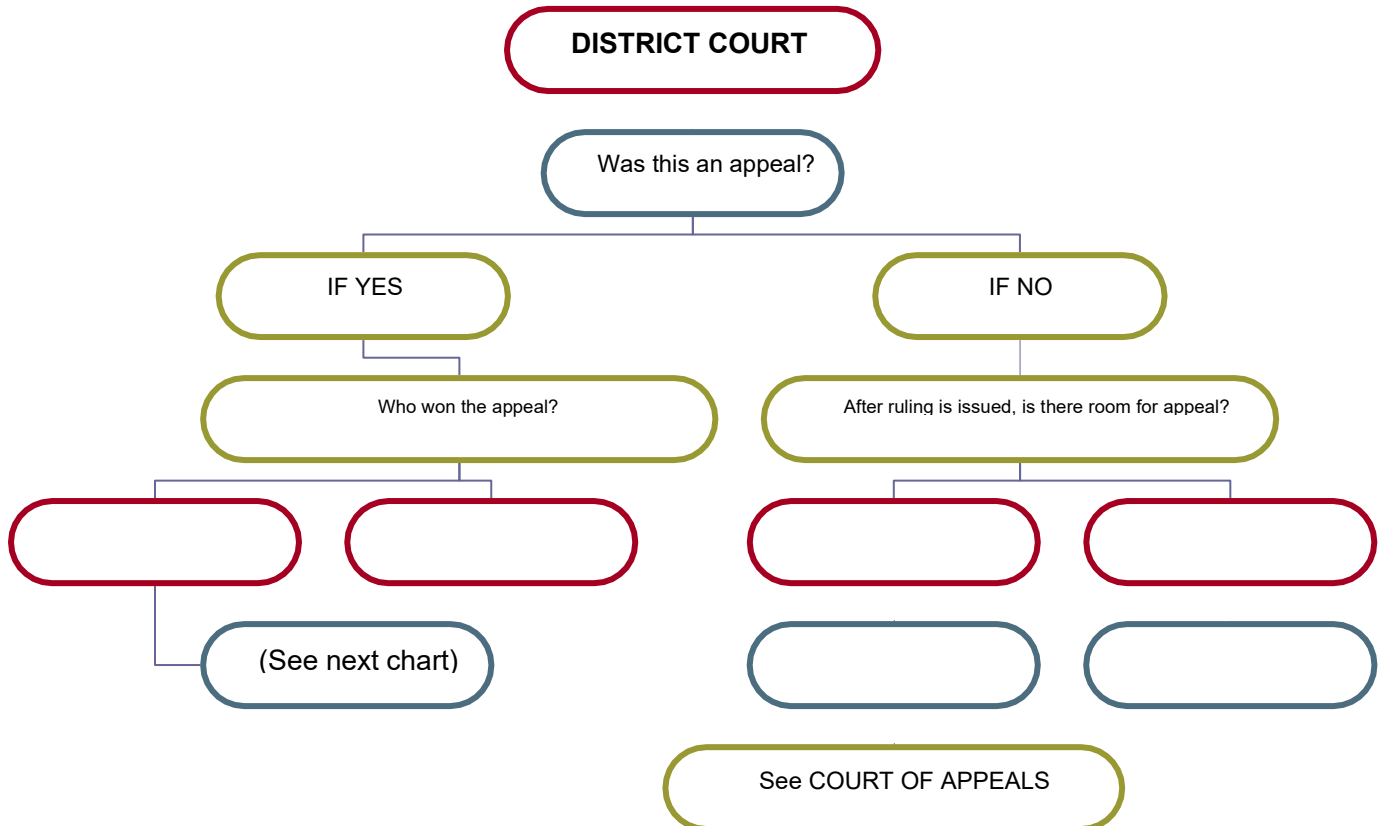 DISTRICT COURT
Was this an appeal?
IF YES
IF NO
Who won the appeal?
After ruling is issued, is there room for appeal?
(See next chart)
See COURT OF APPEALS